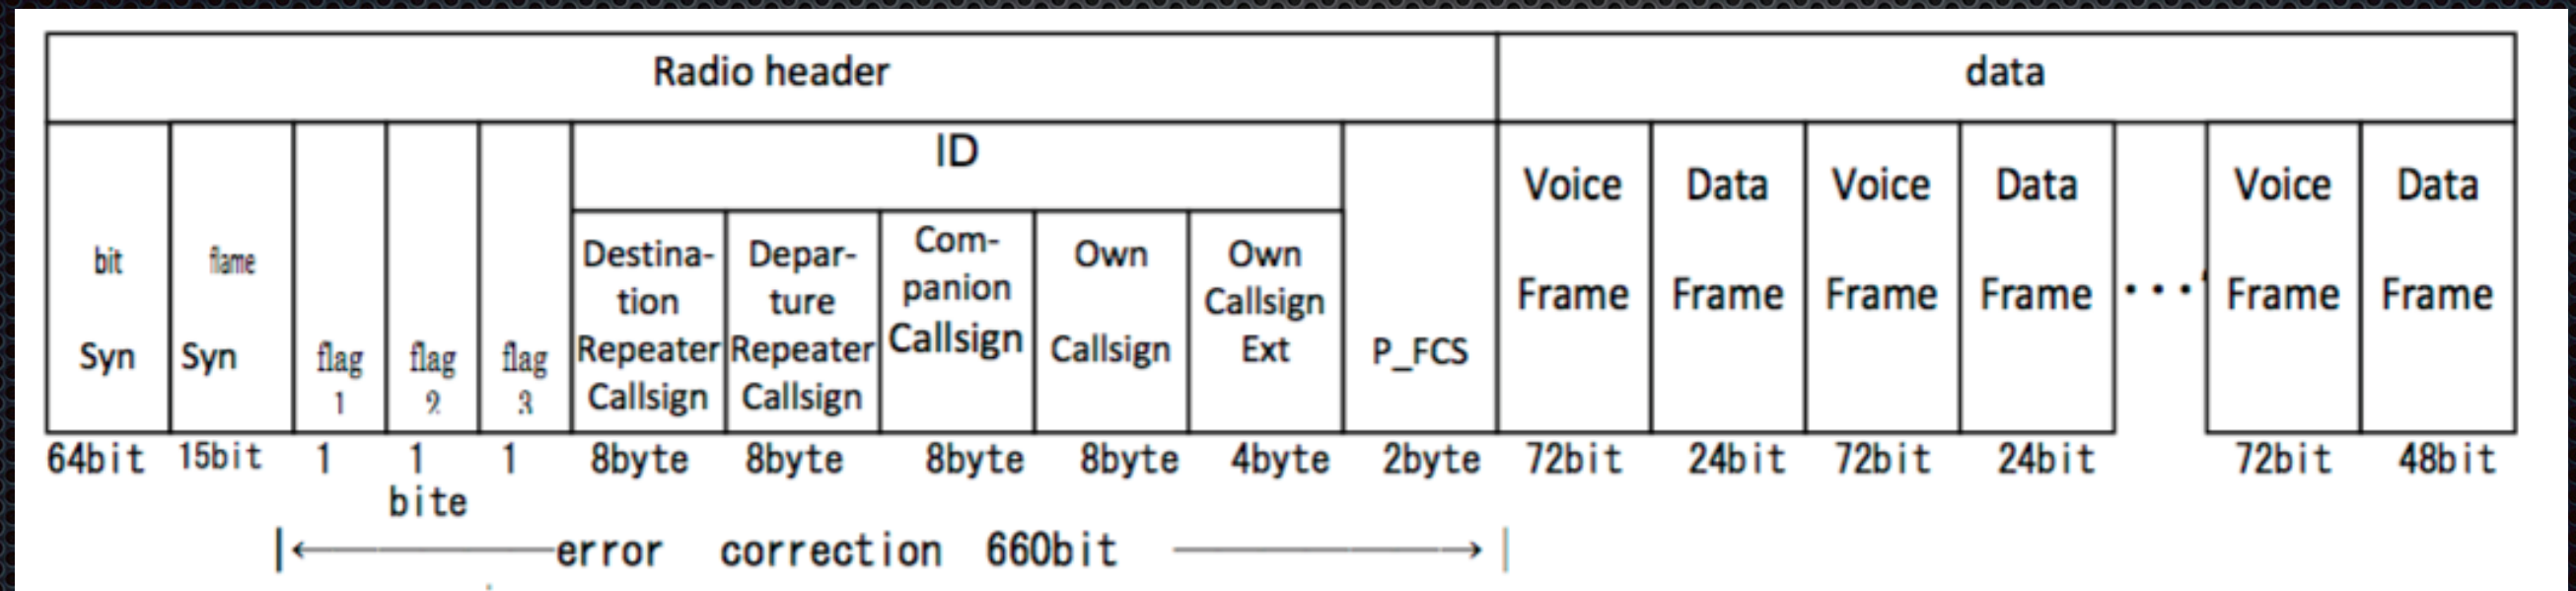 Radio header
data
ID
bit
Syn
flame
Syn
flag
1
flag
2
flag
3
Destina-
tion
Repeater
Callsign
Depar-
ture
Repeater
Callsign
Com-
panion
Callsign
Own
Callsign
Own
Callsign
Ext
P_FCS
Voice
Frame
Data
Frame
Voice
Frame
Data
Frame
···
Voice
Frame
Data
Frame
64bit 15bit 1 1 1 8byte 8byte 8byte 8byte 4byte 2byte 72bit 24bit 72bit 24bit 72bit 48bit
bite
error correction 660bit